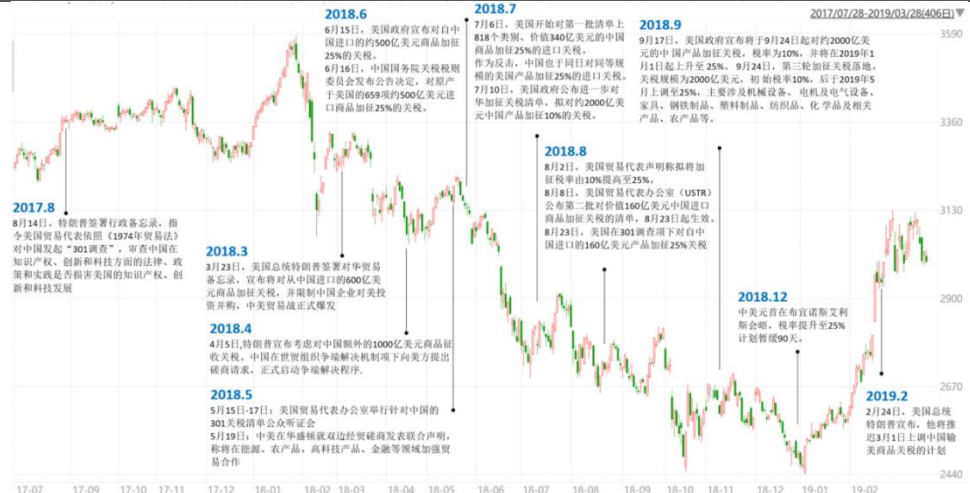 2017/07/28-2019/03/28(406日)▼
3590
3360
3130
2900
2670
2440
2017.8
8月14日，特朗普签署行政备忘录，指
令美国贸易代表依照《1974年贸易法》
对中国发起“301调查”，审查中国在
知识产权、创新和科技方面的法律、政
策和实践是否损害美国的知识产权、创
新和科技发展
2018.3
3月23日，美国总统特朗普签署对华贸易
备忘录，宣布将对从中国进口的600亿美
元商品加征关税，并限制中国企业对美投
资并购，中美贸易战正式爆发
2018.4
4月5日,特朗普宣布考虑对中国额外的1000亿美元商品征
收关税。中国在世贸组织争端解决机制项下向美方提出
磋商请求，正式启动争端解决程序.
2018.5
5月15日-17日：美国贸易代表办公室举行针对中国的
301关税清单公众听证会
5月19日：中美在华盛顿就双边经贸磋商发表联合声明，
称将在能源、农产品、高科技产品、金融等领域加强贸
易合作
2018.6
6月15日，美国政府宣布对自中
国进口的约500亿美元商品加征
25%的关税。
6月16日，中国国务院关税税则
委员会发布公告决定，对原产
于美国的659项约500亿美元进
口商品加征25%的关税。
2018.7
7月6日，美国开始对第一批清单上
818个类别、价值340亿美元的中国
商品加征25%的进口关税。
作为反击，中国也于同日对同等规
模的美国产品加征25%的进口关税。
7月10日，美国政府公布进一步对
华加征关税清单，拟对约2000亿美
元中国产品加征10%的关税。
2018.8
8月2日，美国贸易代表声明称拟将加
征税率由10%提高至25%。
8月8日，美国贸易代表办公室（USTR）
公布第二批对价值160亿美元中国进口
商品加征关税的清单，8月23日起生效。
8月23日，美国在301调查项下对自中
国进口的160亿美元产品加征25%关税
2018.9
9月17日，美国政府宣布将于9月24日起对约2000亿美
元的中 国产品加征关税，税率为10%，并将在2019年1
月1日起上升至 25%。 9月24日，第三轮加征关税落地。
关税规模为2000亿美元，初 始税率10%，后于2019年5
月上调至25%，主要涉及机械设备、 电机及电气设备、
家具、钢铁制品、塑料制品、纺织品、化 学品及相关
产品、农产品等。
2018.12
中美元首在布宜诺斯艾利
斯会晤，税率提升至25%
计划暂缓90天。
2019.2
2月24日，美国总统
特朗普宣布，他将推
迟3月1日上调中国输
美商品关税的计划
17-07 17-09 17-10 17-11 17-12 18-01 18-02 18-03 18-04 18-05 18-06 18-07 18-08 18-10 18-11 18-12 19-01 19-02